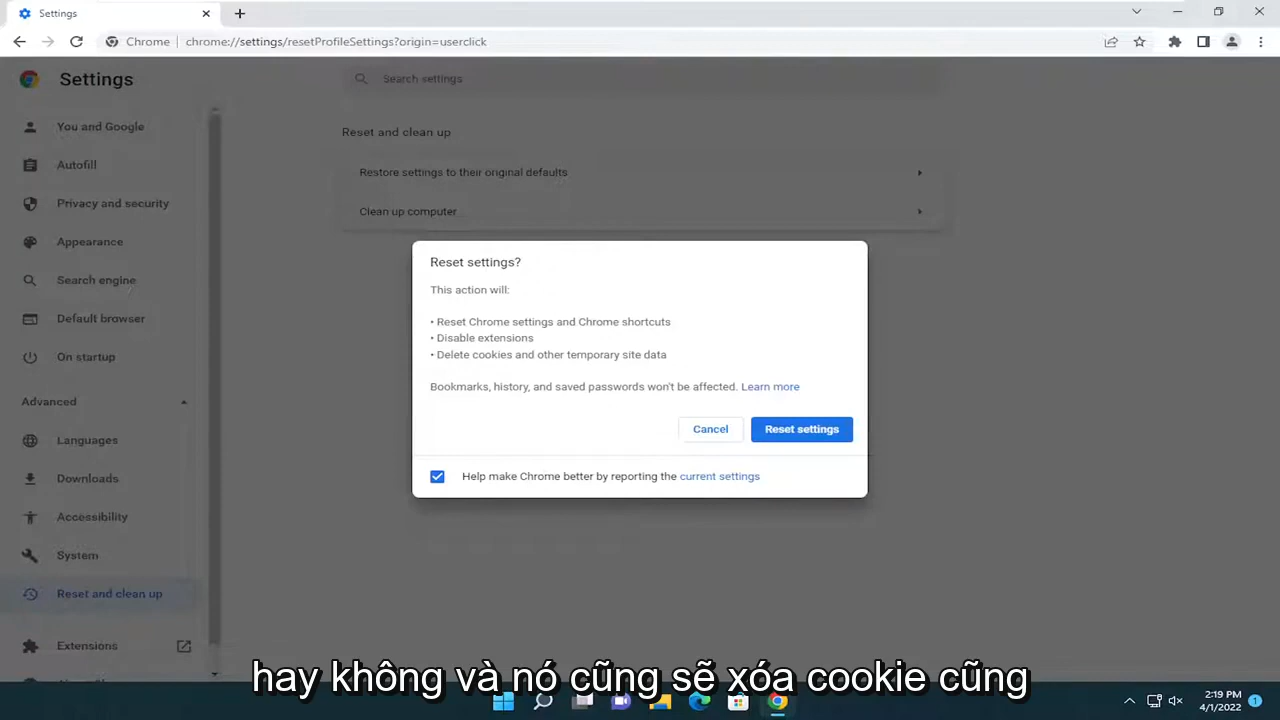 Settings
Chrome
chrome://settings/resetProfileSettings?origin=userclick
Settings
Search settings
You and Google
Autofill
Privacy and security
Appearance
Search engine
Default browser
On startup
Advanced
Languages
Downloads
Accessibility
System
Reset and clean up
Extensions
Reset and clean up
Restore settings to their original defaults
Clean up computer
Reset settings?
This action will:
• Reset Chrome settings and Chrome shortcuts
• Disable extensions
• Delete cookies and other temporary site data
Bookmarks, history, and saved passwords won't be affected. Learn more
Cancel
Reset settings
Help make Chrome better by reporting the current settings
hay không và nó cũng sẽ xóa cookie cũng
2:19 PM
4/1/2022
1